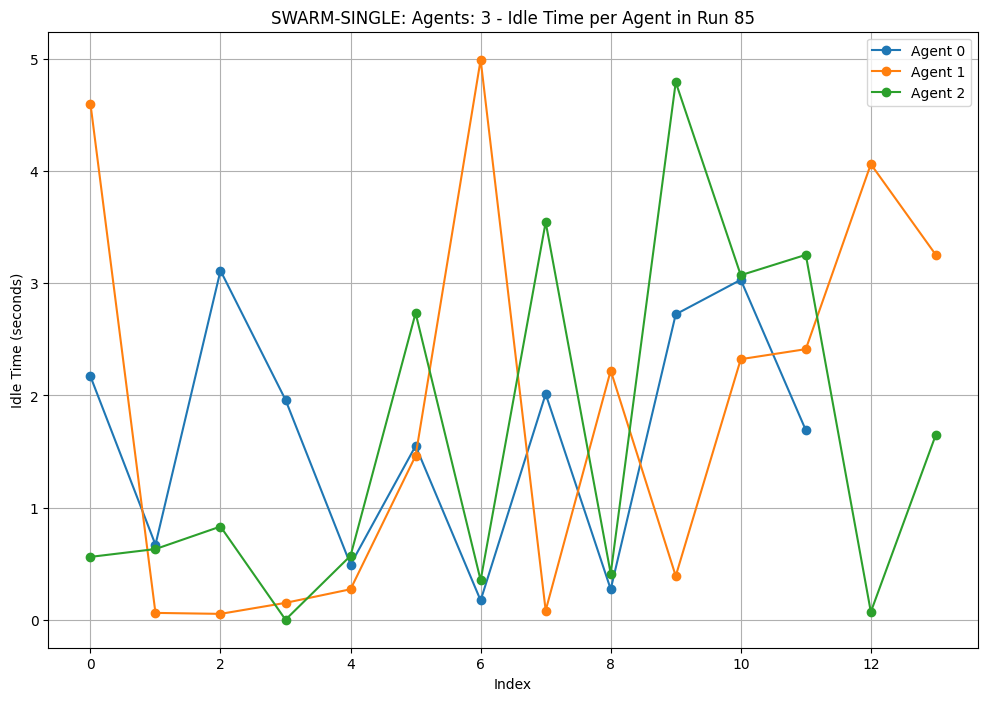 SWARM-SINGLE: Agents: 3 - Idle Time per Agent in Run 85
Agent 0
Agent 1
Agent 2
Idle Time (seconds)
5
4
3
2
1
0
0 2 4 6 8 10 12
Index